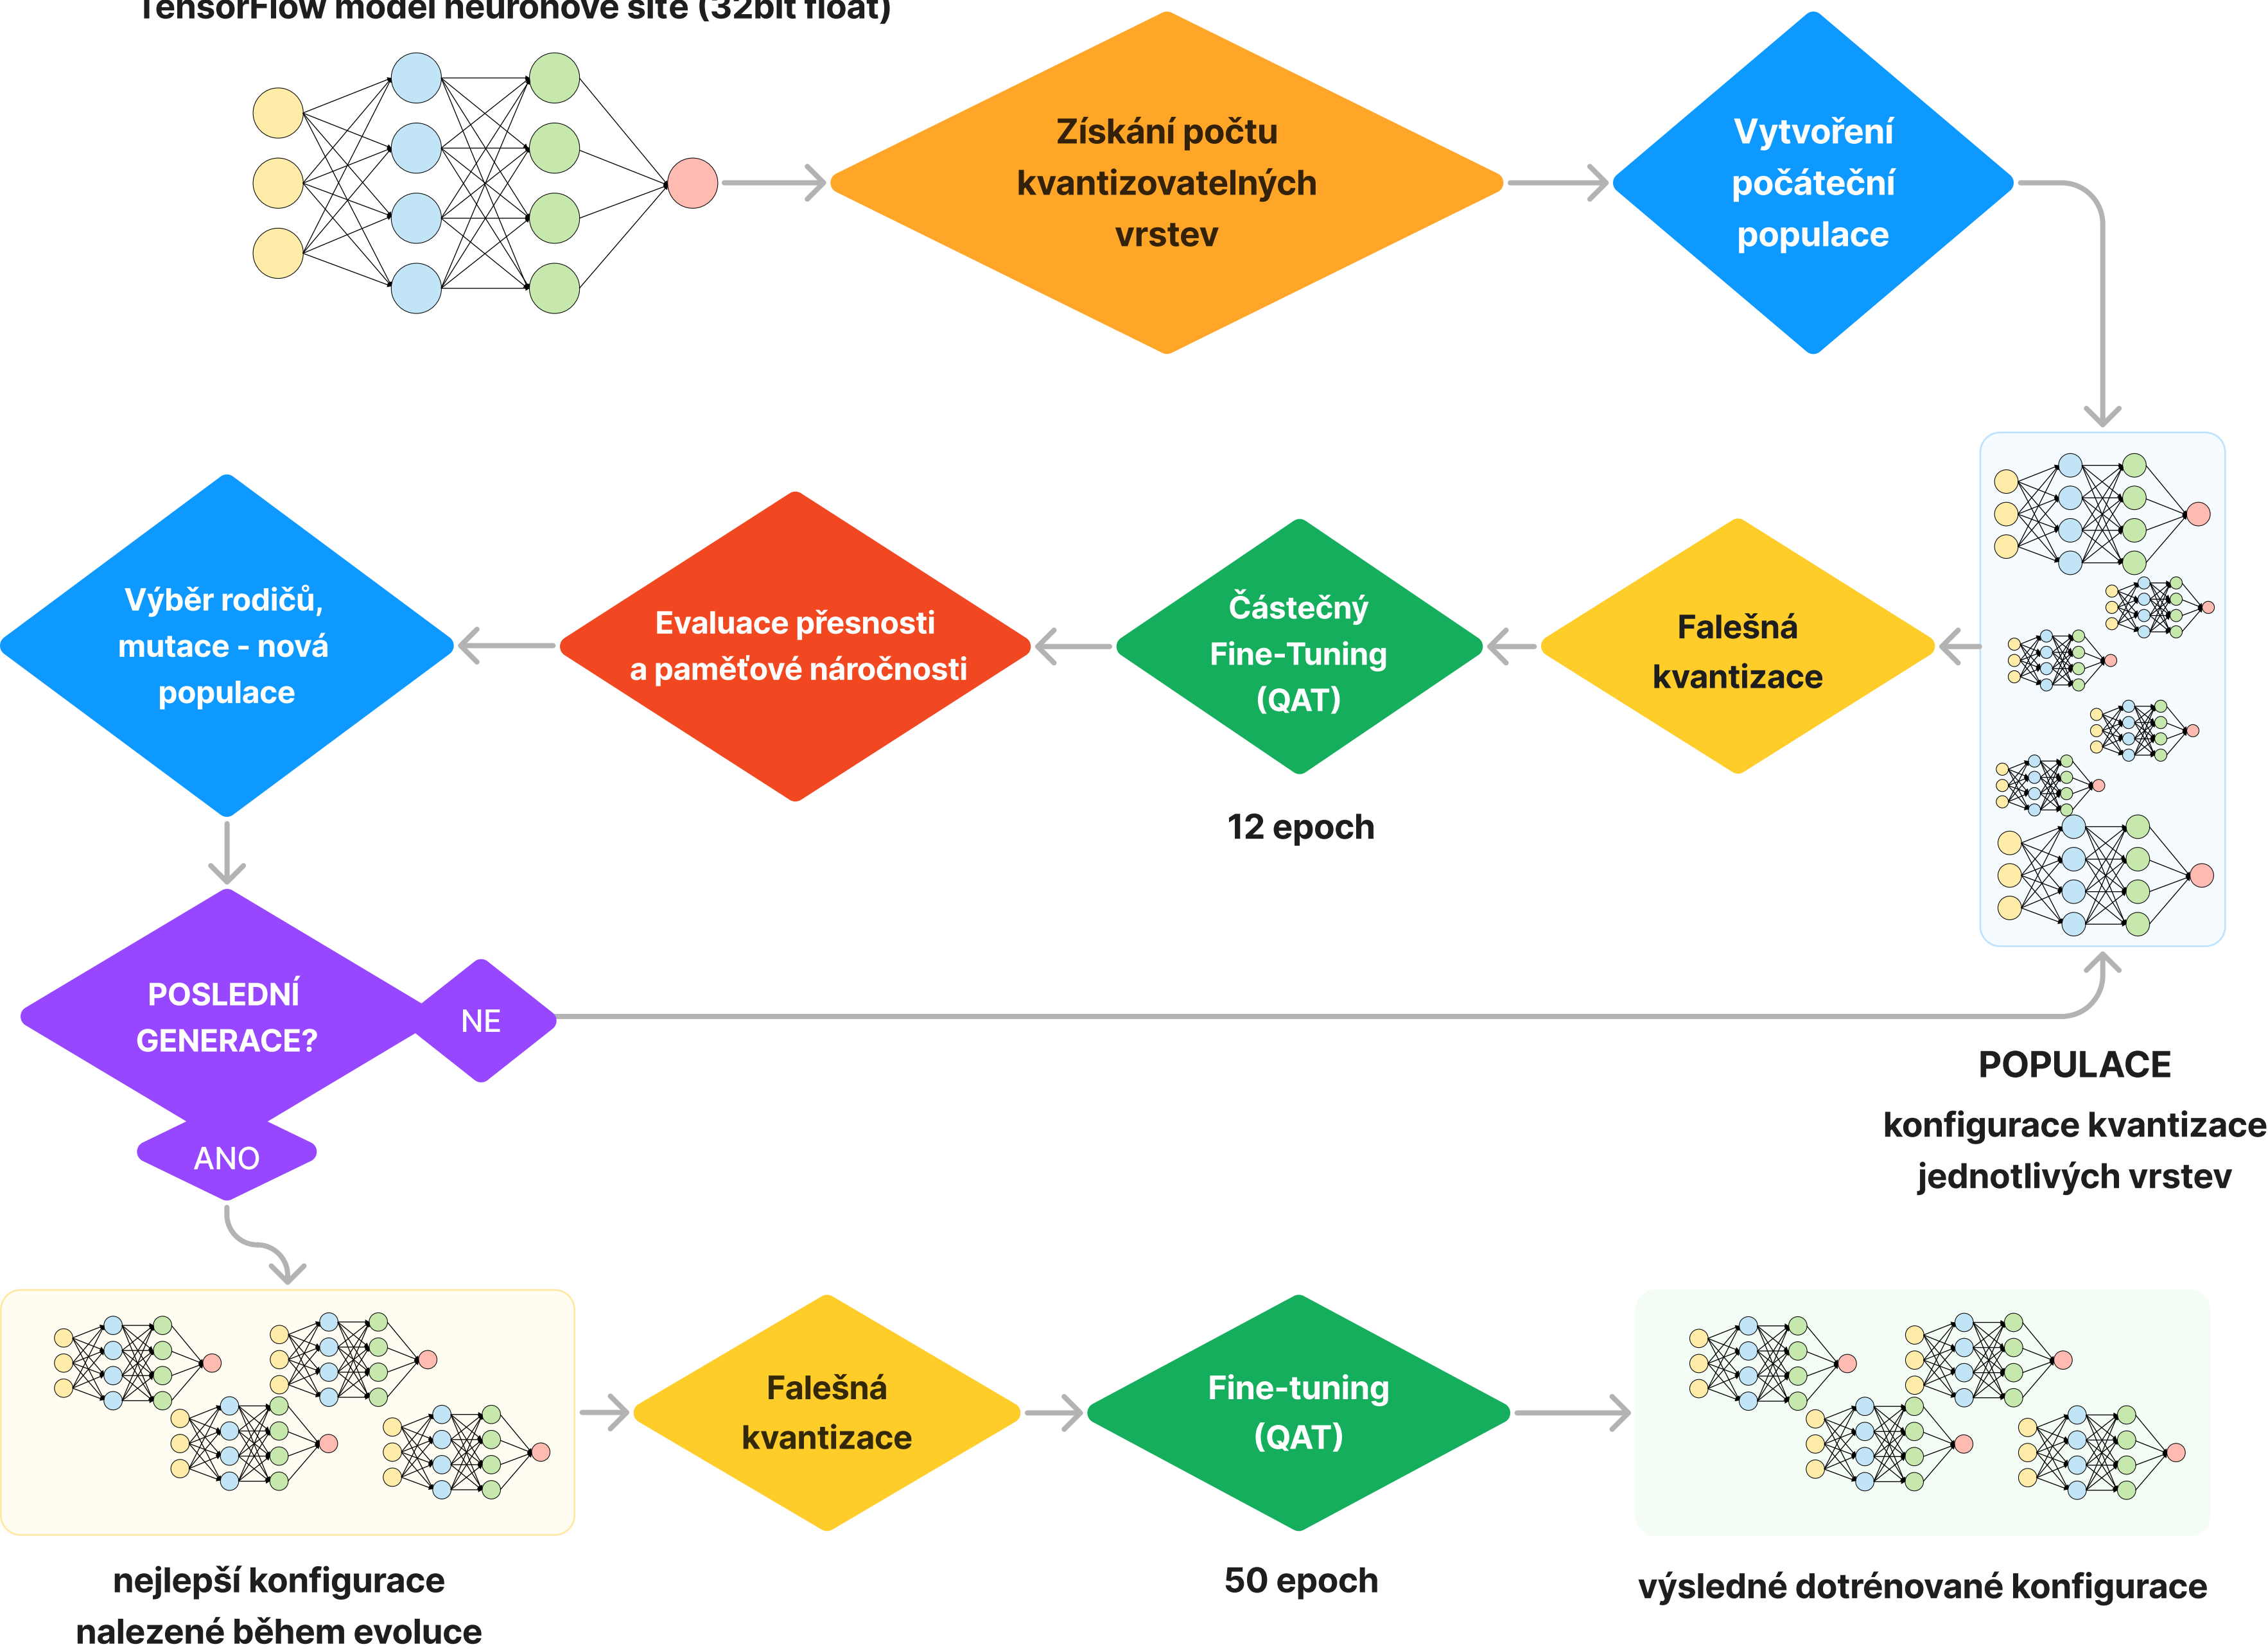 TensorFlow model neuronové sítě (32bit float)
Získání počtu
kvantizovatelných
vrstev
Vytvoření
počáteční
populace
Výběr rodičů,
mutace - nová
populace
Evaluace přesnosti
a paměťové náročnosti
Částečný
Fine-Tuning
(QAT)
12 epoch
Falešná
kvantizace
POSLEDNÍ
GENERACE?
NE
ANO
POPULACE
konfigurace kvantizace
jednotlivých vrstev
nejlepší konfigurace
nalezené během evoluce
Falešná
kvantizace
Fine-tuning
(QAT)
50 epoch
výsledné dotrénované konfigurace